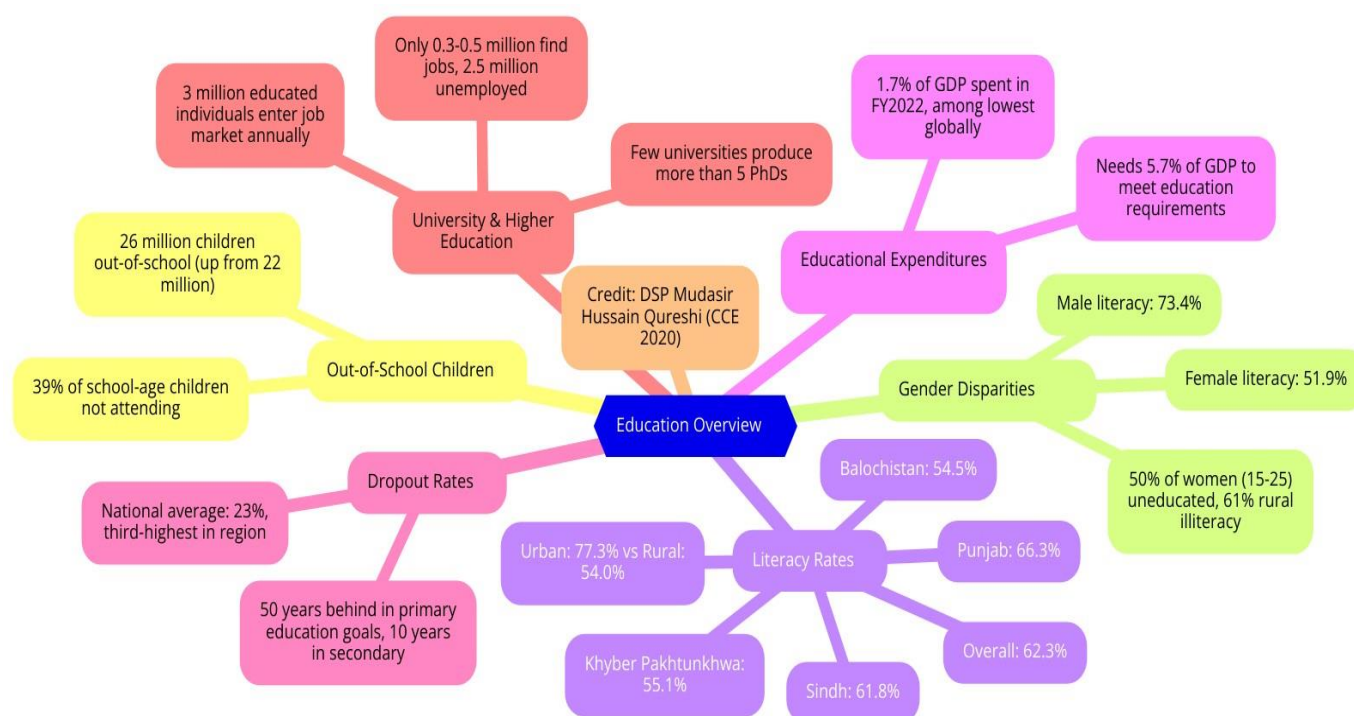 Only 0.3-0.5 million find
jobs, 2.5 million
unemployed
3 million educated
individuals enter job
market annually
Few universities produce
more than 5 PhDs
University & Higher
Education
1.7% of GDP spent in
FY2022, among lowest
globally
Needs 5.7% of GDP to
meet education
requirements
Educational Expenditures
26 million children
out-of-school (up from 22
million)
39% of school-age children
not attending
Out-of-School Children
Credit: DSP Mudasir
Hussain Qureshi (CCE
2020)
Education Overview
Male literacy: 73.4%
Female literacy: 51.9%
Gender Disparities
50% of women (15-25)
uneducated, 61% rural
illiteracy
Dropout Rates
National average: 23%,
third-highest in region
50 years behind in primary
education goals, 10 years
in secondary
Balochistan: 54.5%
Urban: 77.3% vs Rural:
54.0%
Literacy Rates
Punjab: 66.3%
Khyber Pakhtunkhwa:
55.1%
Sindh: 61.8%
Overall: 62.3%